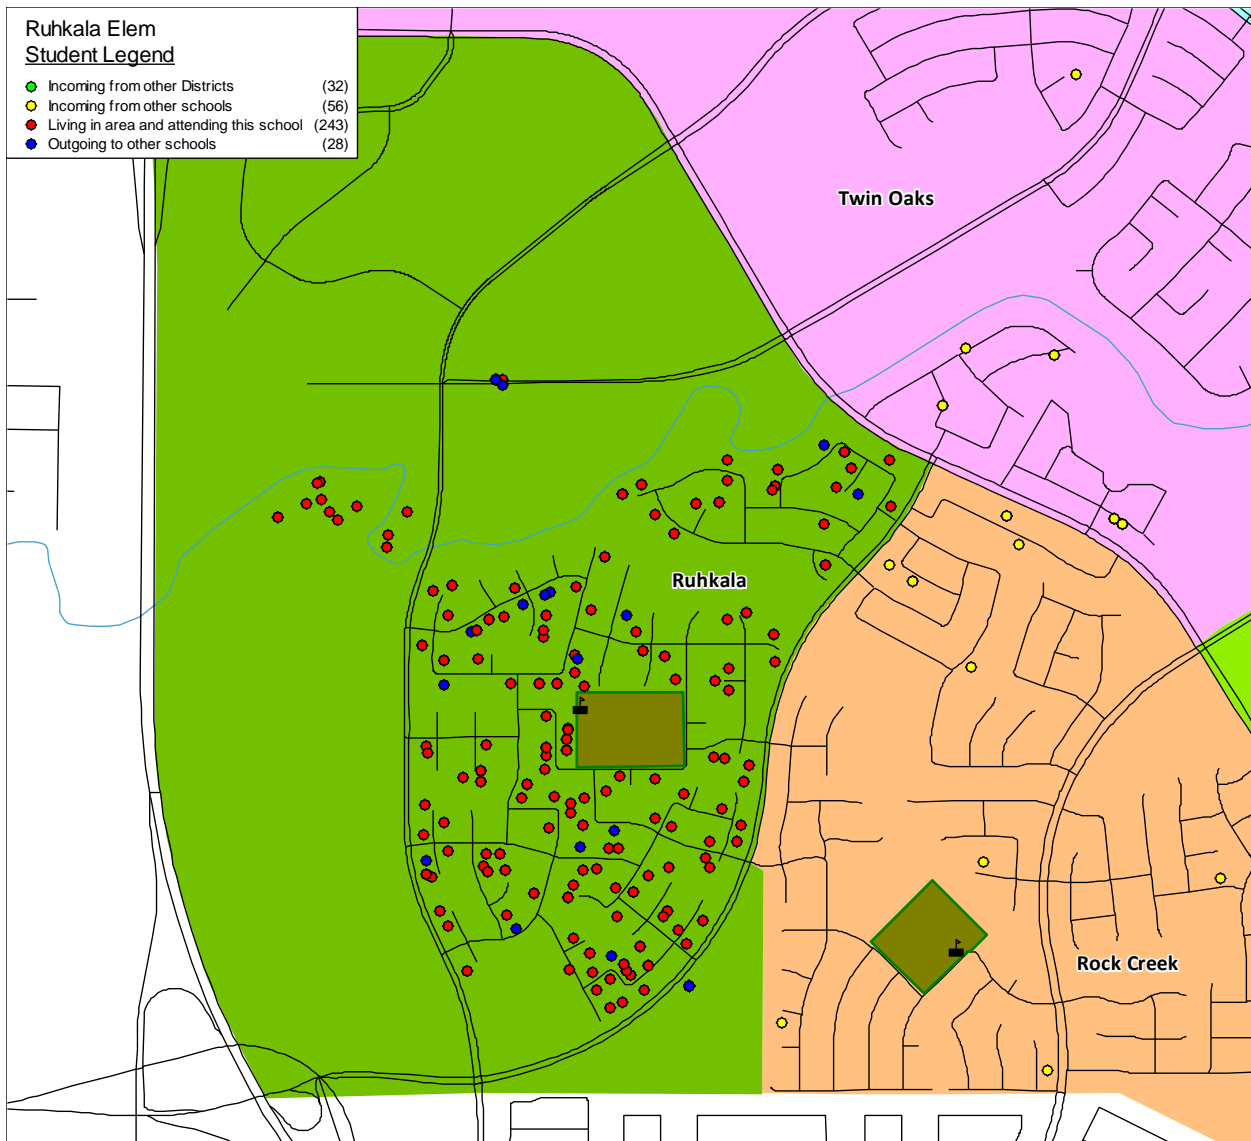 Ruhkala Elem
Student Legend
Incoming from other Districts (32)
Incoming from other schools (56)
Living in area and attending this school (243)
Outgoing to other schools (28)
Twin Oaks
Ruhkala
Rock Creek